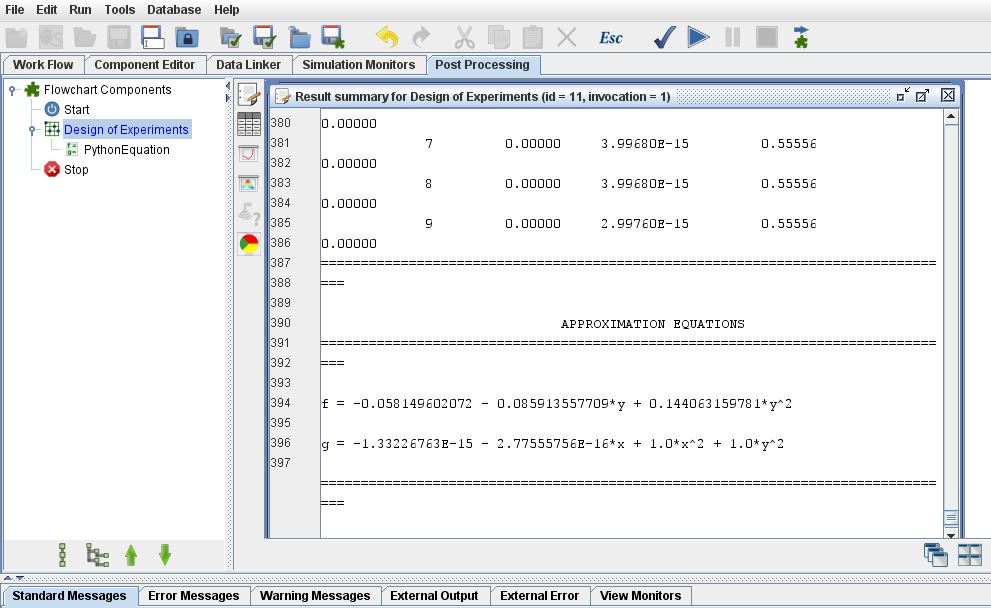 File Edit Run Tools Database Help
Esc
Work Flow Component Editor Data Linker Simulation Monitors Post Processing
Flowchart Components
Start
Design of Experiments
PythonEquation
Stop
Result summary for Design of Experiments (id = 11, invocation = 1)
380 0.00000
381 7 0.00000 3.99680E-15 0.55556
382 0.00000
383 8 0.00000 3.99680E-15 0.55556
384 0.00000
385 9 0.00000 2.99760E-15 0.55556
386 0.00000
387 =============================================================================
388 ===
389
390 APPROXIMATION EQUATIONS
391 =============================================================================
392 ===
393
394 f = -0.058149602072 - 0.085913557709*y + 0.144063159781*y^2
395
396 g = -1.33226763E-15 - 2.77555756E-16*x + 1.0*x^2 + 1.0*y^2
397
=============================================================================
===
Standard Messages Error Messages Warning Messages External Output External Error View Monitors